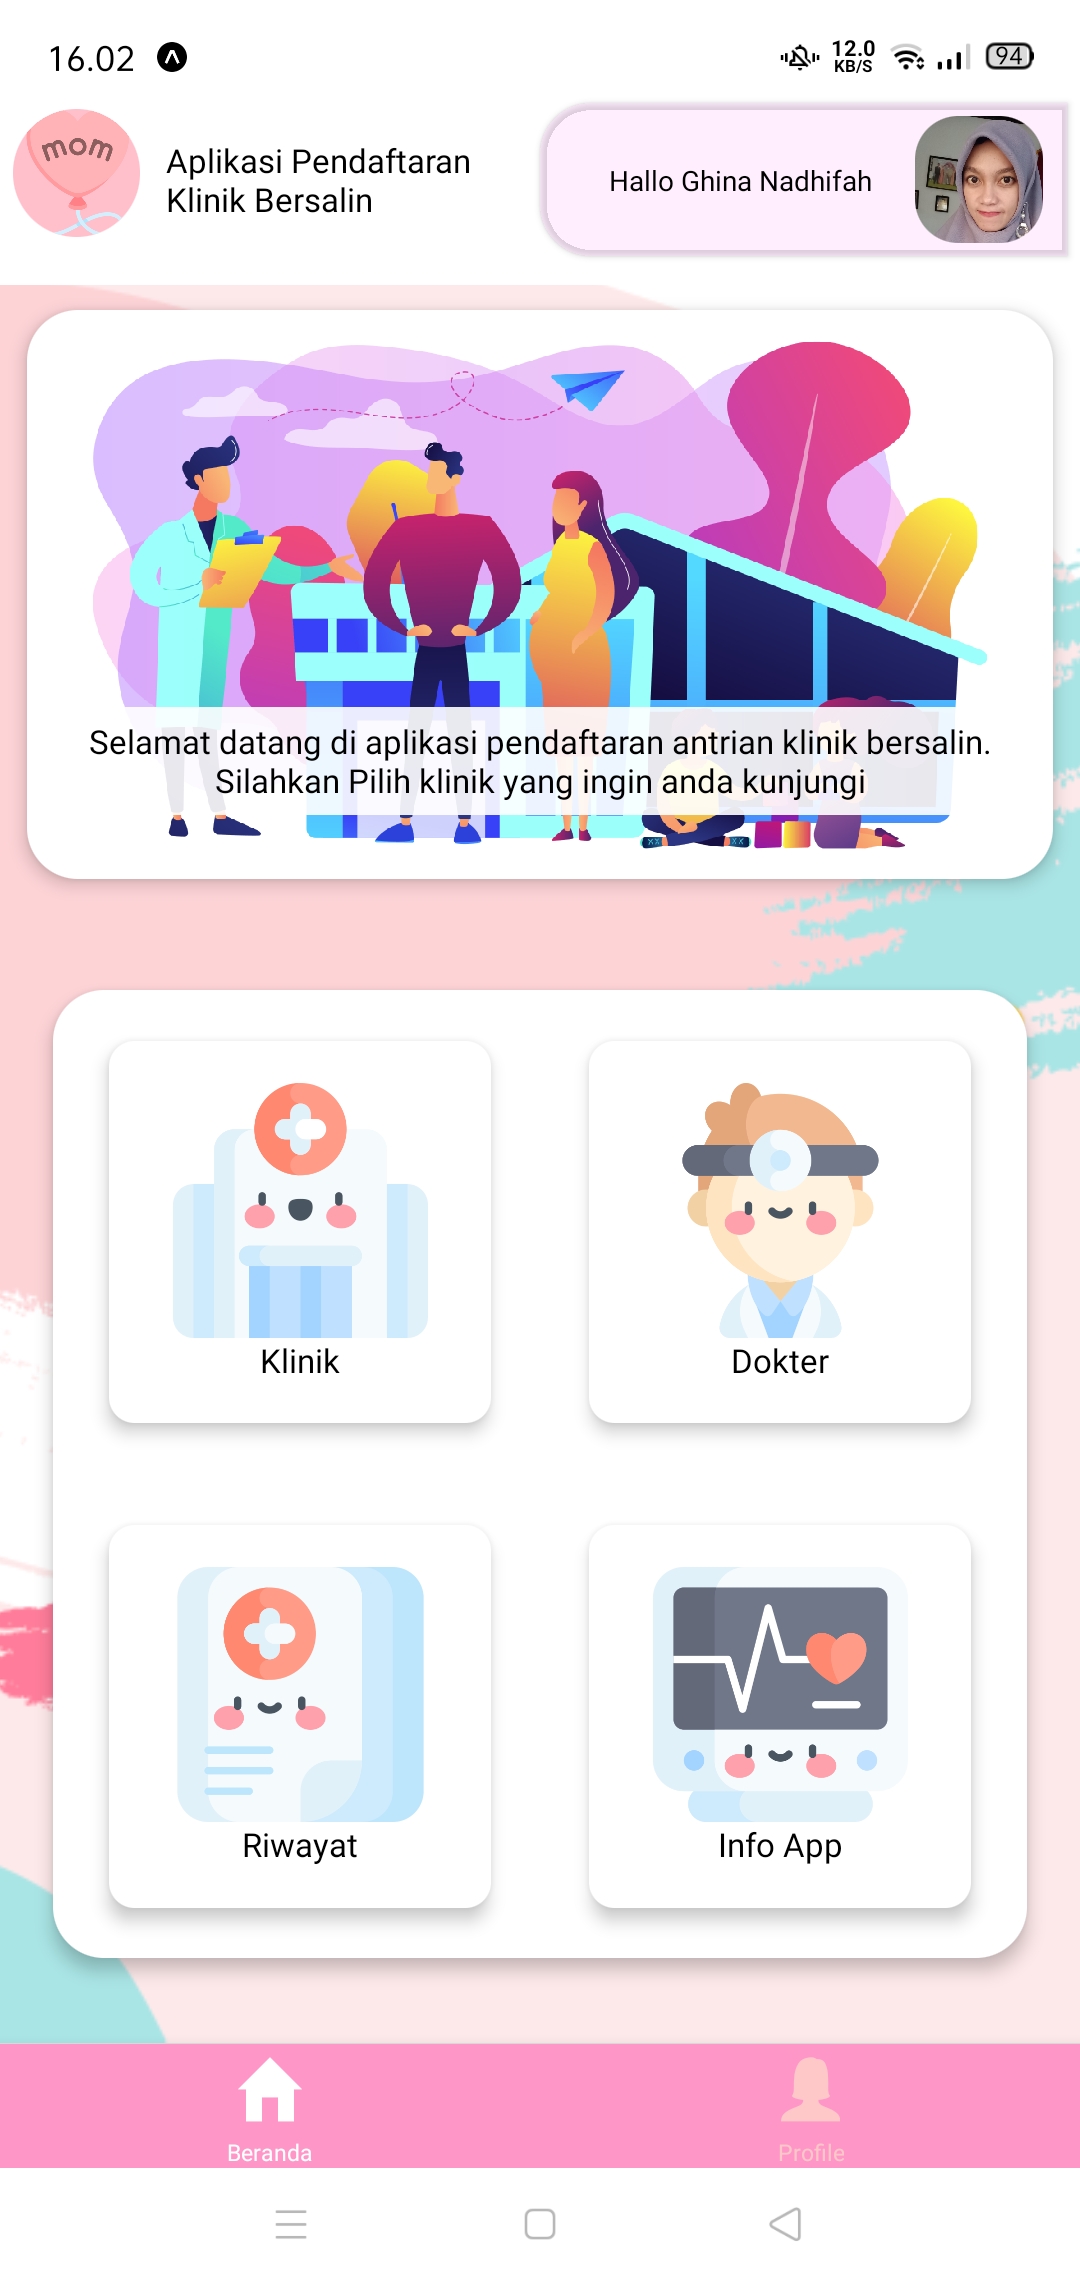 16.02
12.0
KB/S
94
mom
Aplikasi Pendaftaran
Klinik Bersalin
Hallo Ghina Nadhifah
Selamat datang di aplikasi pendaftaran antrian klinik bersalin.
Silahkan Pilih klinik yang ingin anda kunjungi
Klinik
Dokter
Riwayat
Info App
Beranda
Profile